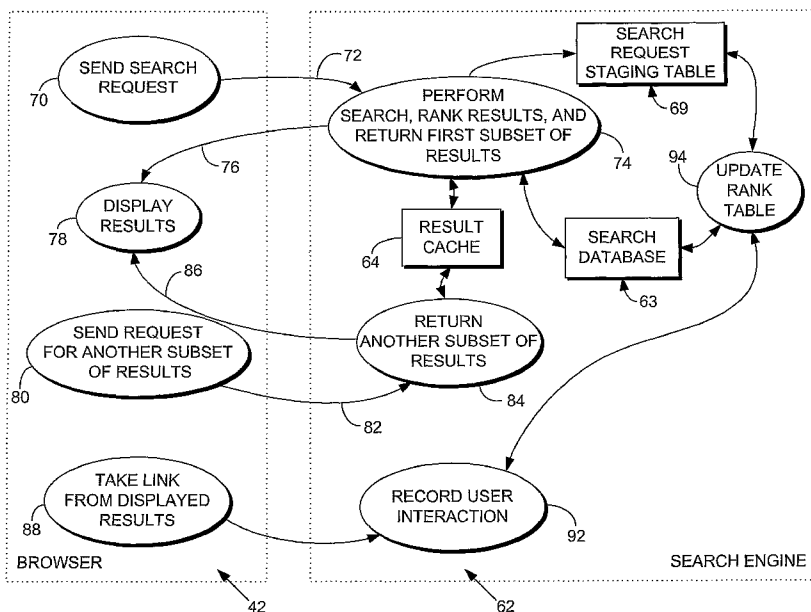 SEND SEARCH
REQUEST
70
72
PERFORM
SEARCH, RANK RESULTS, AND
RETURN FIRST SUBSET OF
RESULTS
74
SEARCH
REQUEST
STAGING TABLE
69
76
DISPLAY
RESULTS
78
94
UPDATE
RANK
TABLE
RESULT
CACHE
64
SEARCH
DATABASE
63
86
SEND REQUEST
FOR ANOTHER SUBSET
OF RESULTS
80
82
RETURN
ANOTHER SUBSET OF
RESULTS
84
TAKE LINK
FROM DISPLAYED
RESULTS
88
RECORD USER
INTERACTION
92
BROWSER
SEARCH ENGINE
42
62